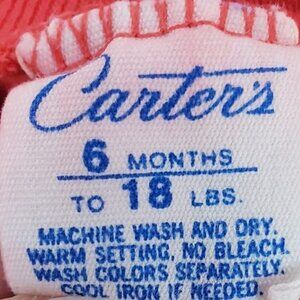 Carter's
6 MONTHS
TO 18 LBS.
MACHINE WASH AND DRY.
WARM SETTING, NO BLEACH.
WASH COLORS SEPARATELY.
COOL IRON IF NEEDED.